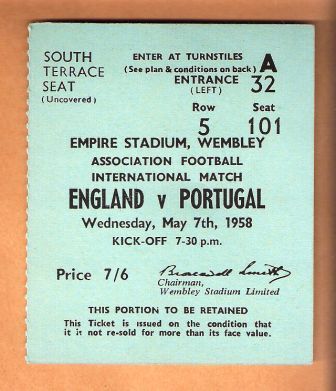 SOUTH TERRACE SEAT
(Uncovered)
ENTER AT TURNSTILES A
(See plan & conditions on back)
ENTRANCE 32
(LEFT)
Row Seat
5 101
EMPIRE STADIUM, WEMBLEY
ASSOCIATION FOOTBALL
INTERNATIONAL MATCH
ENGLAND v PORTUGAL
Wednesday, May 7th, 1958
KICK-OFF 7-30 p.m.
Price 7/6
Bracewell Smith
Chairman,
Wembley Stadium Limited
THIS PORTION TO BE RETAINED
This Ticket is issued on the condition that
it it not re-sold for more than its face value.